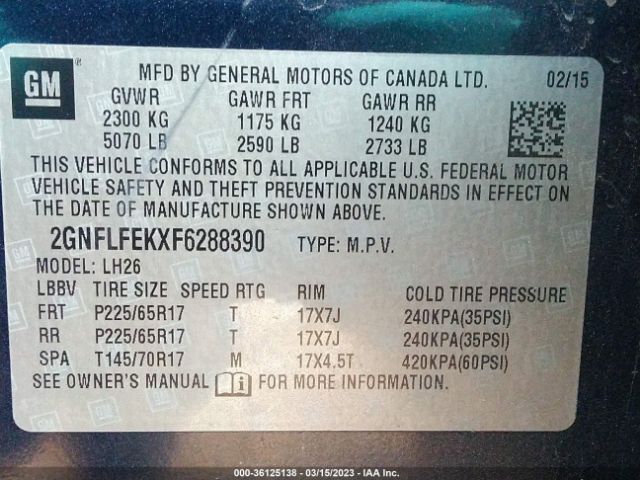 GM ®
MFD BY GENERAL MOTORS OF CANADA LTD. 02/15
GVWR GAWR FRT GAWR RR
2300 KG 1175 KG 1240 KG
5070 LB 2590 LB 2733 LB
THIS VEHICLE CONFORMS TO ALL APPLICABLE U.S. FEDERAL MOTOR
VEHICLE SAFETY AND THEFT PREVENTION STANDARDS IN EFFECT ON
THE DATE OF MANUFACTURE SHOWN ABOVE.
2GNFLFEKXF6288390 TYPE: M.P.V.
MODEL: LH26
LBBV TIRE SIZE SPEED RTG RIM COLD TIRE PRESSURE
FRT P225/65R17 T 17X7J 240KPA(35PSI)
RR P225/65R17 T 17X7J 240KPA(35PSI)
SPA T145/70R17 M 17X4.5T 420KPA(60PSI)
SEE OWNER'S MANUAL FOR MORE INFORMATION.
000-36125138 - 03/15/2023 - IAA Inc.